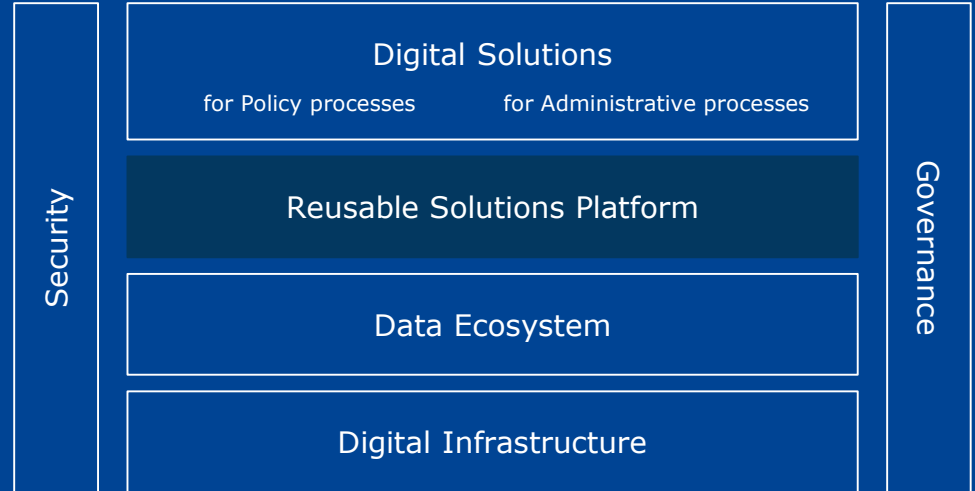 Security
Digital Solutions
for Policy processes
for Administrative processes
Reusable Solutions Platform
Data Ecosystem
Digital Infrastructure
Governance